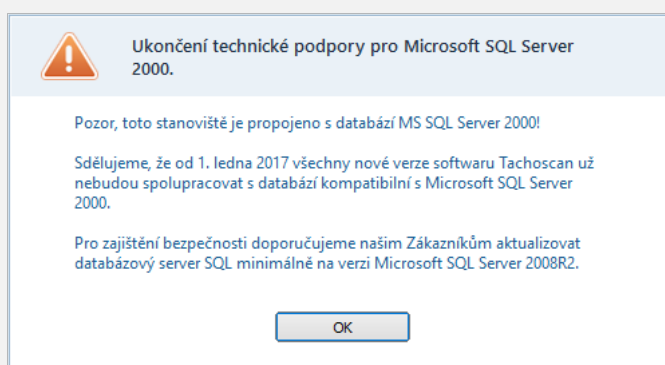 Ukončení technické podpory pro Microsoft SQL Server
2000.
Pozor, toto stanoviště je propojeno s databází MS SQL Server 2000!
Sdělujeme, že od 1. ledna 2017 všechny nové verze softwaru Tachoscan už
nebudou spolupracovat s databází kompatibilní s Microsoft SQL Server
2000.
Pro zajištění bezpečnosti doporučujeme našim Zákazníkům aktualizovat
databázový server SQL minimálně na verzi Microsoft SQL Server 2008R2.
OK